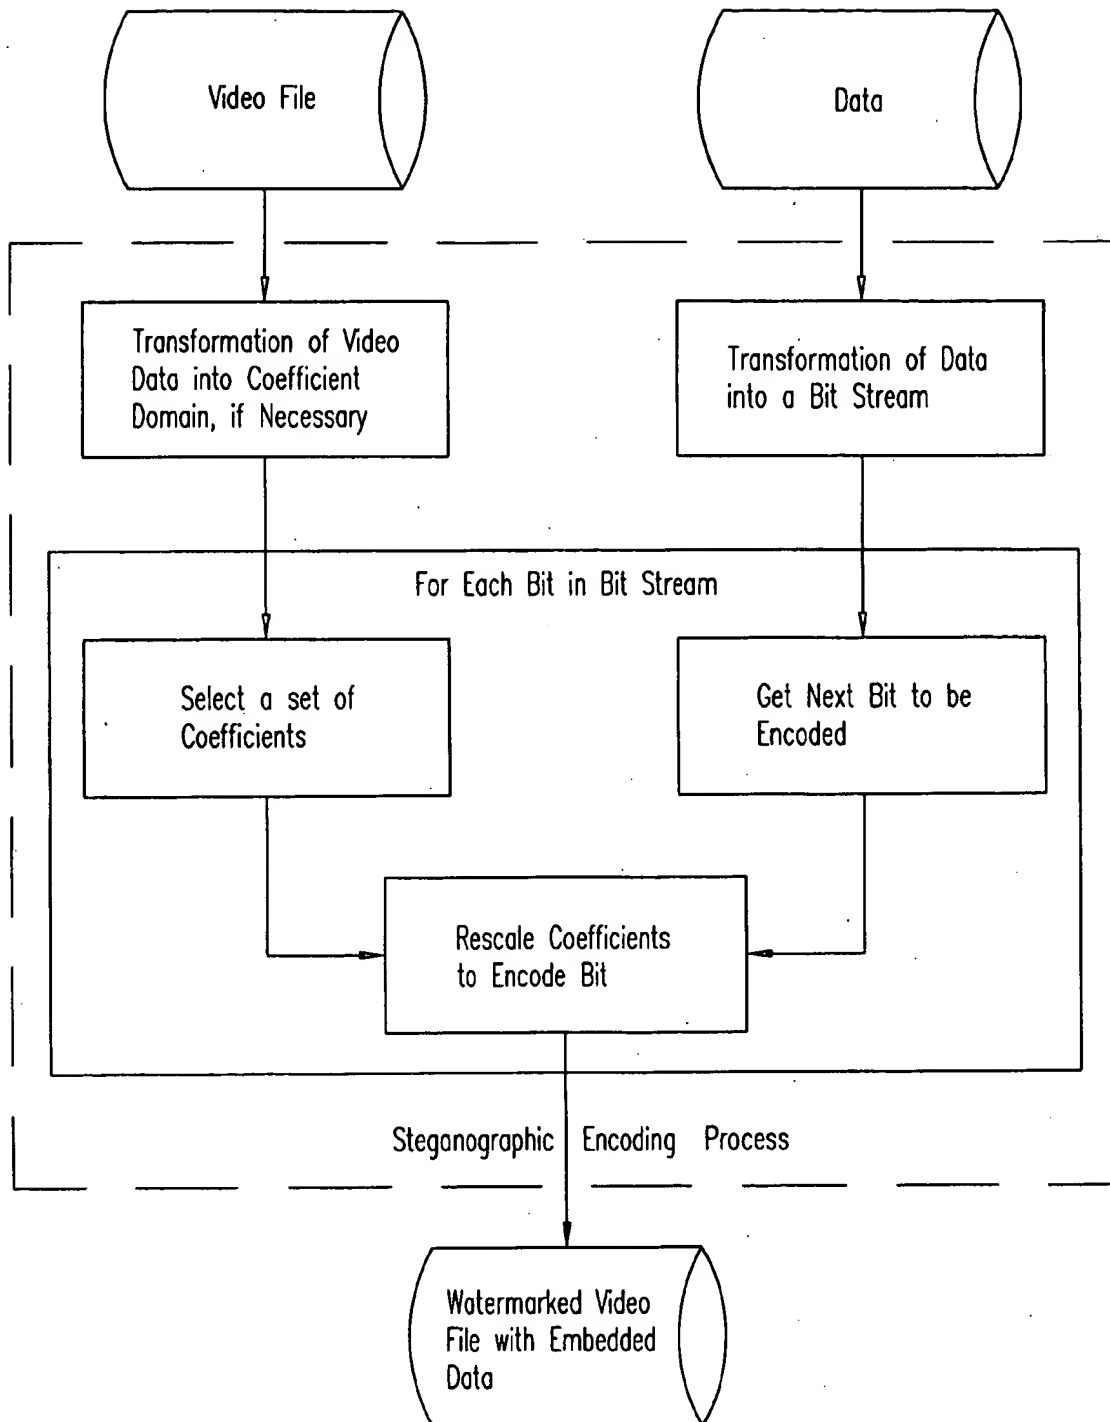 Video File
Data
Transformation of Video
Data into Coefficient
Domain, if Necessary
Transformation of Data
into a Bit Stream
For Each Bit in Bit Stream
Select a set of
Coefficients
Get Next Bit to be
Encoded
Rescale Coefficients
to Encode Bit
Steganographic Encoding Process
Watermarked Video
File with Embedded
Data